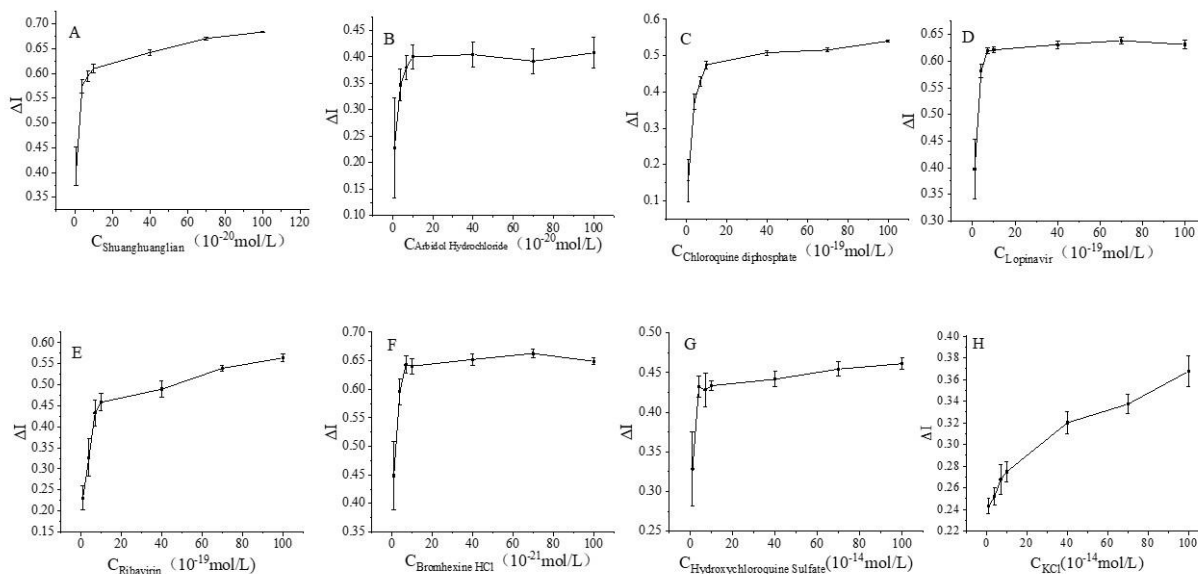 A
0.70
0.65
0.60
0.55
0.50
0.45
0.40
0.35
ΔI
0 20 40 60 80 100 120
C Shuanghuanglian (10⁻²⁰mol/L)
B
0.45
0.40
0.35
0.30
0.25
0.20
0.15
0.10
ΔI
0 20 40 60 80 100
C Arbidol Hydrochloride (10⁻²⁰mol/L)
C
0.6
0.5
0.4
0.3
0.2
0.1
ΔI
0 20 40 60 80 100
C Chloroquine diphosphate (10⁻¹⁹mol/L)
D
0.65
0.60
0.55
0.50
0.45
0.40
0.35
0.30
ΔI
0 20 40 60 80 100
C Lopinavir (10⁻¹⁹mol/L)
E
0.60
0.55
0.50
0.45
0.40
0.35
0.30
0.25
0.20
0.15
ΔI
0 20 40 60 80 100
C Ribavirin (10⁻¹⁹mol/L)
F
0.70
0.65
0.60
0.55
0.50
0.45
0.40
0.35
ΔI
0 20 40 60 80 100
C Bromhexine HCl (10⁻²¹mol/L)
G
0.50
0.45
0.40
0.35
0.30
0.25
ΔI
0 20 40 60 80 100
C Hydroxychloroquine Sulfate (10⁻¹⁴mol/L)
H
0.40
0.38
0.36
0.34
0.32
0.30
0.28
0.26
0.24
0.22
ΔI
0 20 40 60 80 100
C KCl (10⁻¹⁴mol/L)